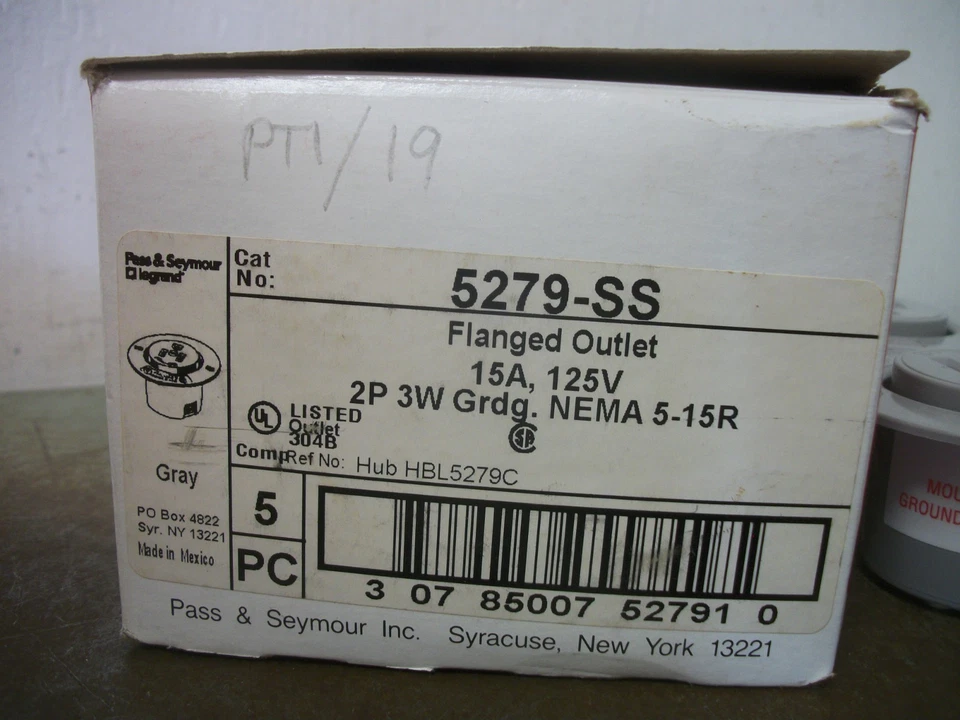 PT1/19
Pass & Seymour
legrand
Cat
No:
5279-SS
Flanged Outlet
15A, 125V
2P 3W Grdg. NEMA 5-15R
UL
LISTED
Outlet
304B
SA
Comp Ref No: Hub HBL5279C
Gray
PO Box 4822
Syr. NY 13221
Made in Mexico
5
PC
3 07 85007 52791 0
Pass & Seymour Inc. Syracuse, New York 13221
GROUND